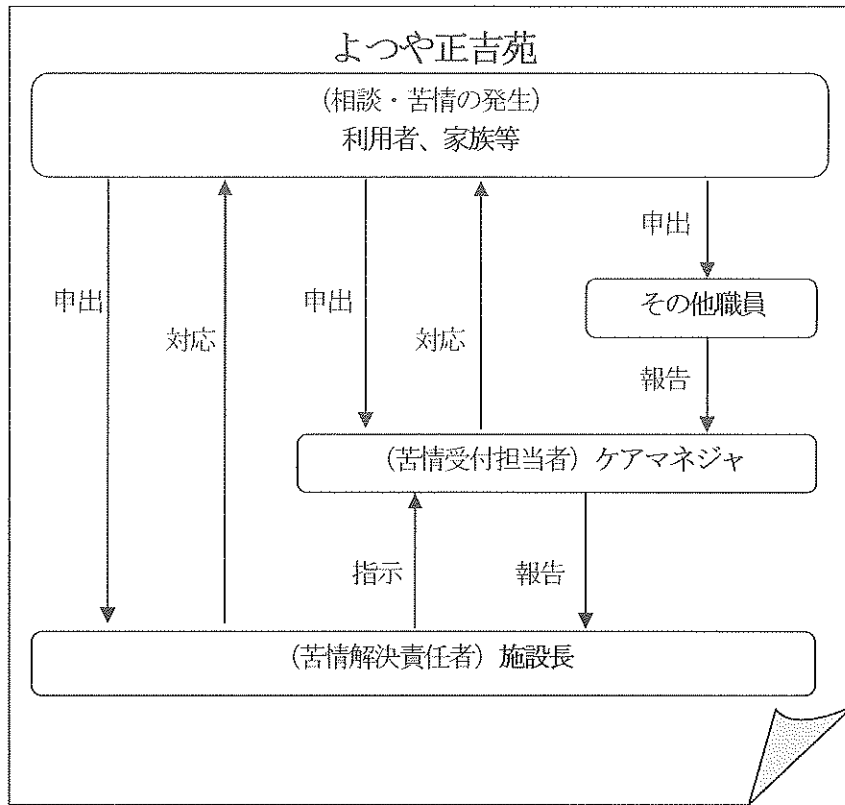 よつや正吉苑
(相談・苦情の発生)
利用者、家族等
申出
対応
申出
対応
申出
その他職員
報告
(苦情受付担当者) ケアマネジャ
指示
報告
(苦情解決責任者) 施設長